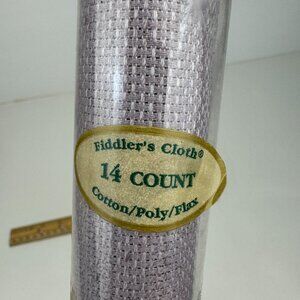 Fiddler's Cloth®
14 COUNT
Cotton/Poly/Flax